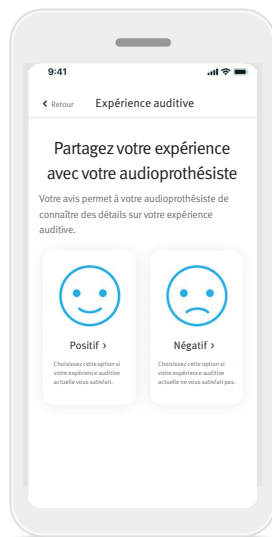 9:41
‹ Retour Expérience auditive
Partagez votre expérience
avec votre audioprothésiste
Votre avis permet à votre audioprothésiste de
connaître des détails sur votre expérience
auditive.
Positif ›
Choisissez cette option si
votre expérience auditive
actuelle vous satisfait.
Négatif ›
Choisissez cette option si
votre expérience auditive
actuelle ne vous satisfait pas.